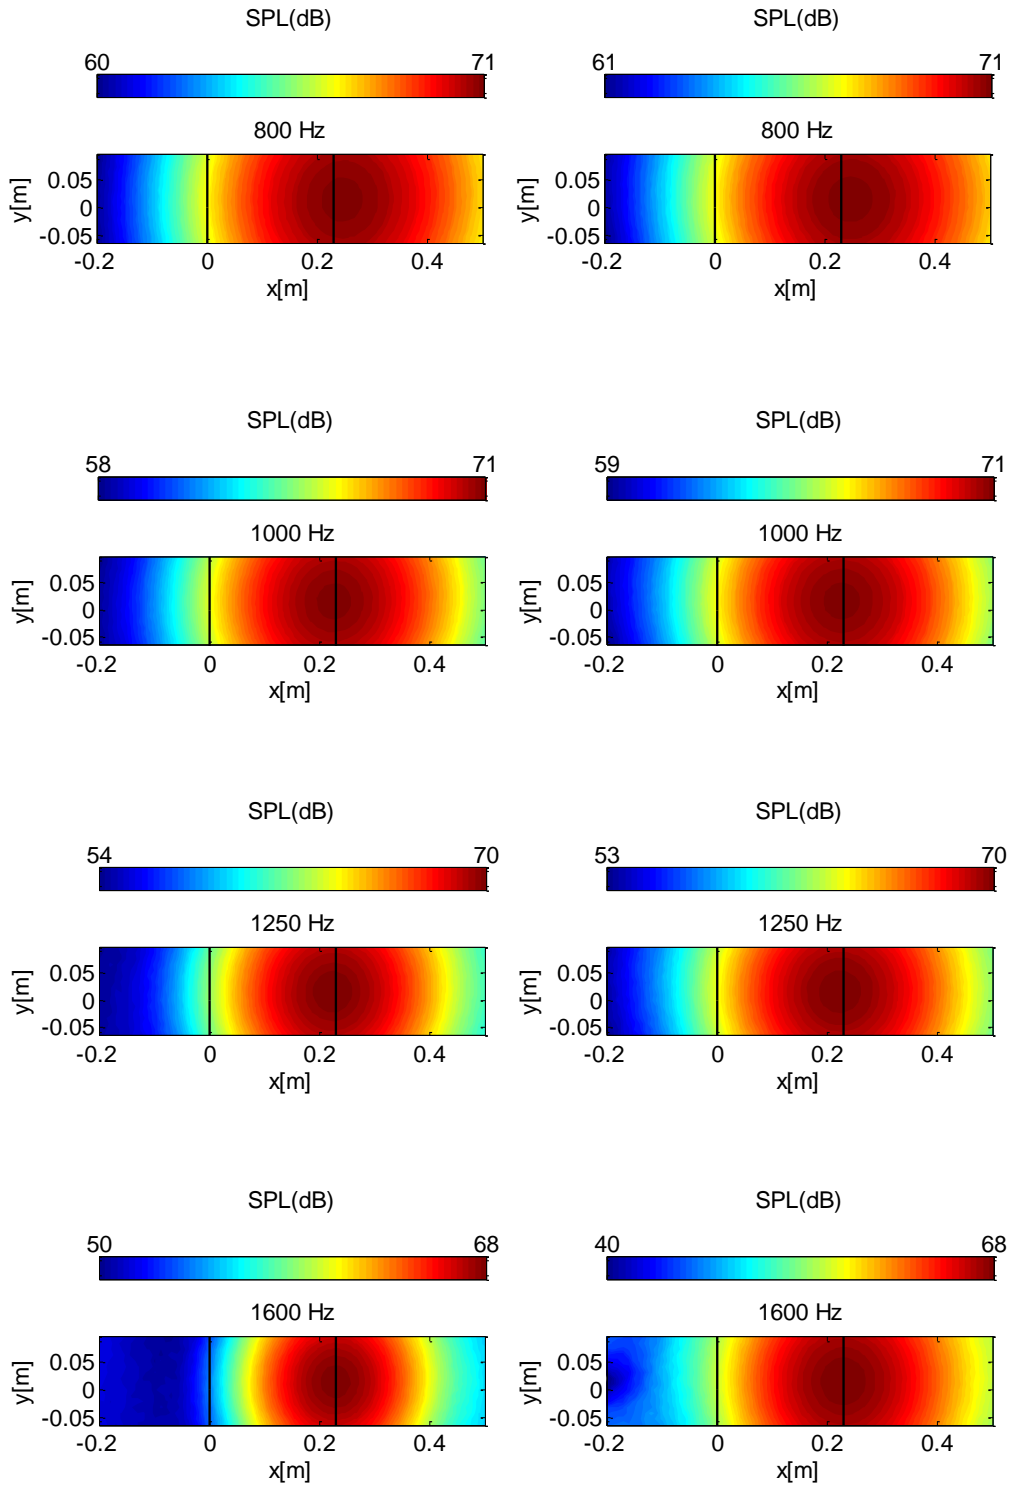 SPL(dB) SPL(dB)
60 71 61 71
800 Hz 800 Hz
y[m] 0.05 y[m] 0.05
0 0
-0.05 -0.05
-0.2 0 0.2 0.4 -0.2 0 0.2 0.4
x[m] x[m]
SPL(dB) SPL(dB)
58 71 59 71
1000 Hz 1000 Hz
y[m] 0.05 y[m] 0.05
0 0
-0.05 -0.05
-0.2 0 0.2 0.4 -0.2 0 0.2 0.4
x[m] x[m]
SPL(dB) SPL(dB)
54 70 53 70
1250 Hz 1250 Hz
y[m] 0.05 y[m] 0.05
0 0
-0.05 -0.05
-0.2 0 0.2 0.4 -0.2 0 0.2 0.4
x[m] x[m]
SPL(dB) SPL(dB)
50 68 40 68
1600 Hz 1600 Hz
y[m] 0.05 y[m] 0.05
0 0
-0.05 -0.05
-0.2 0 0.2 0.4 -0.2 0 0.2 0.4
x[m] x[m]